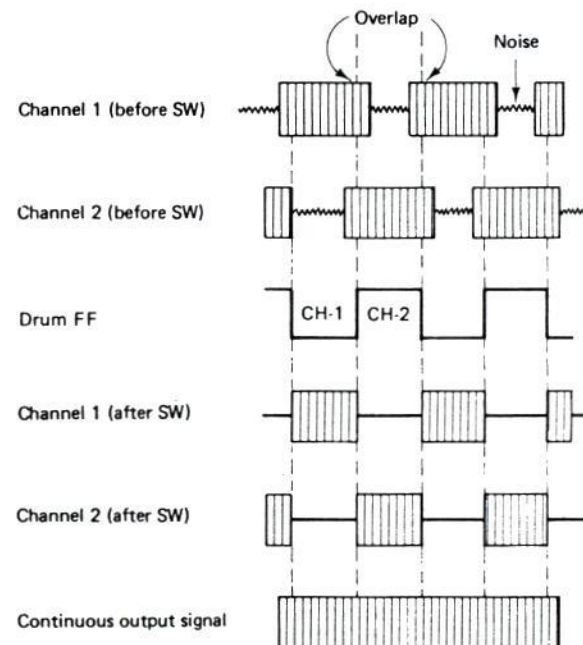 Overlap
Noise
Channel 1 (before SW)
Channel 2 (before SW)
Drum FF
CH-1
CH-2
Channel 1 (after SW)
Channel 2 (after SW)
Continuous output signal